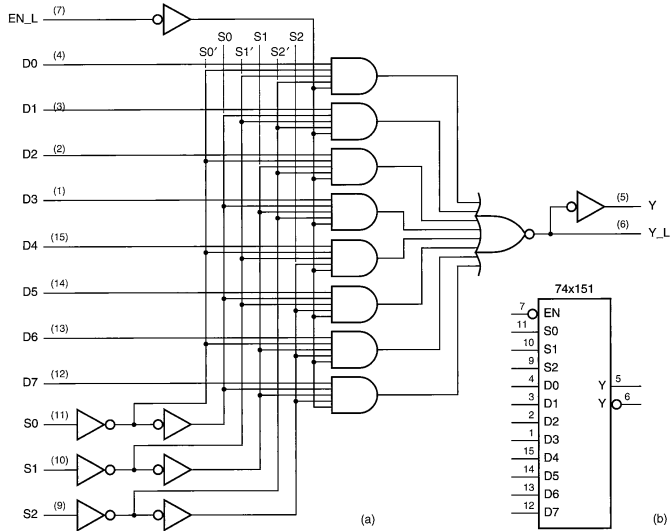 EN_L (7)
S0 S1 S2
S0' S1' S2'
D0 (4)
D1 (3)
D2 (2)
D3 (1)
(5) Y
(6) Y_L
D4 (15)
D5 (14)
D6 (13)
D7 (12)
S0 (11)
S1 (10)
S2 (9)
(a)
74x151
7 EN
11 S0
10 S1
9 S2
4 D0 Y 5
3 D1 Y 6
2 D2
1 D3
15 D4
14 D5
13 D6
12 D7
(b)